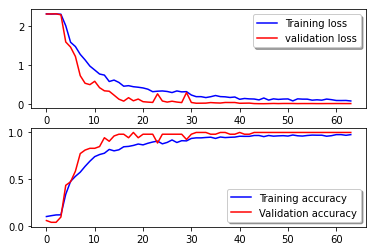 2
1
0
Training loss
validation loss
0 10 20 30 40 50 60
1.0
0.5
0.0
Training accuracy
Validation accuracy
0 10 20 30 40 50 60